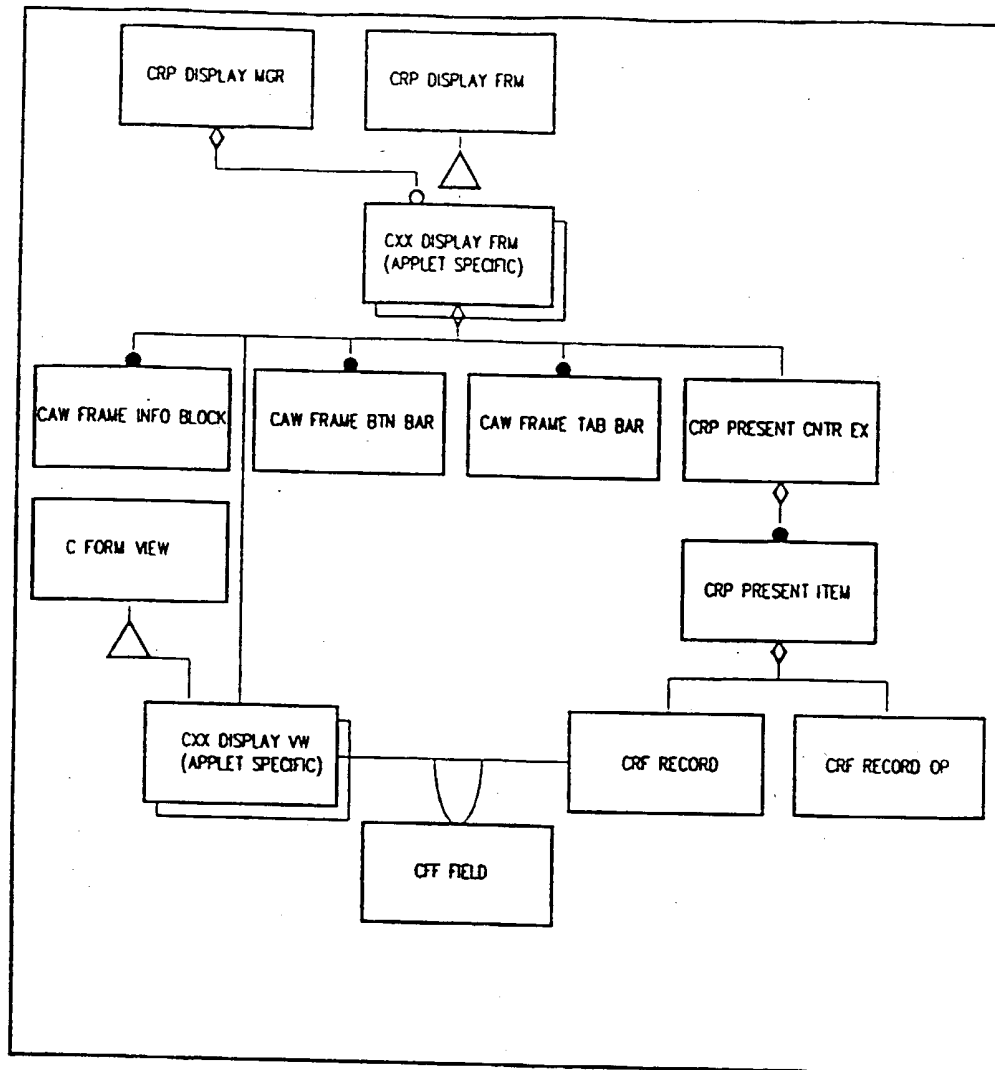 CRP DISPLAY MGR
CRP DISPLAY FRM
CXX DISPLAY FRM
(APPLET SPECIFIC)
CAW FRAME INFO BLOCK
CAW FRAME BTN BAR
CAW FRAME TAB BAR
CRP PRESENT CNTR EX
C FORM VIEW
CRP PRESENT ITEM
CXX DISPLAY VW
(APPLET SPECIFIC)
CRF RECORD
CRF RECORD OP
CFF FIELD